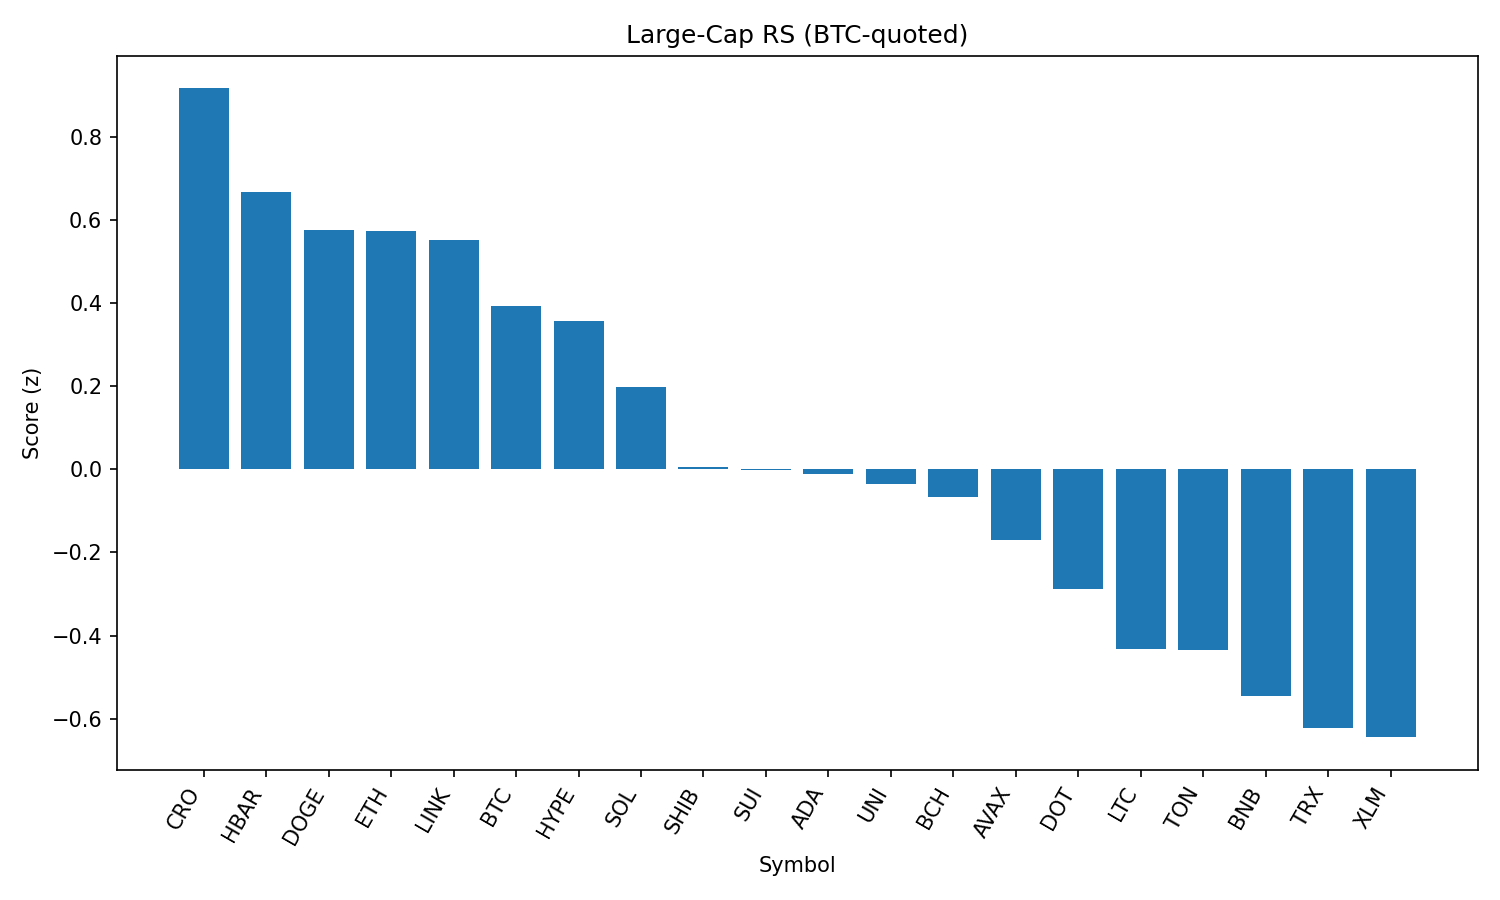 Large-Cap RS (BTC-quoted)
Score (z)
0.8
0.6
0.4
0.2
0.0
−0.2
−0.4
−0.6
CRO
HBAR
DOGE
ETH
LINK
BTC
HYPE
SOL
SHIB
SUI
ADA
UNI
BCH
AVAX
DOT
LTC
TON
BNB
TRX
XLM
Symbol